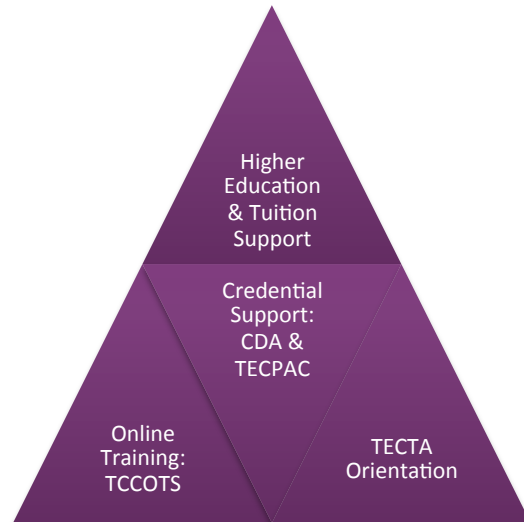 Higher
Education
& Tuition
Support
Credential
Support:
CDA &
TECPAC
Online
Training:
TCCOTS
TECTA
Orientation